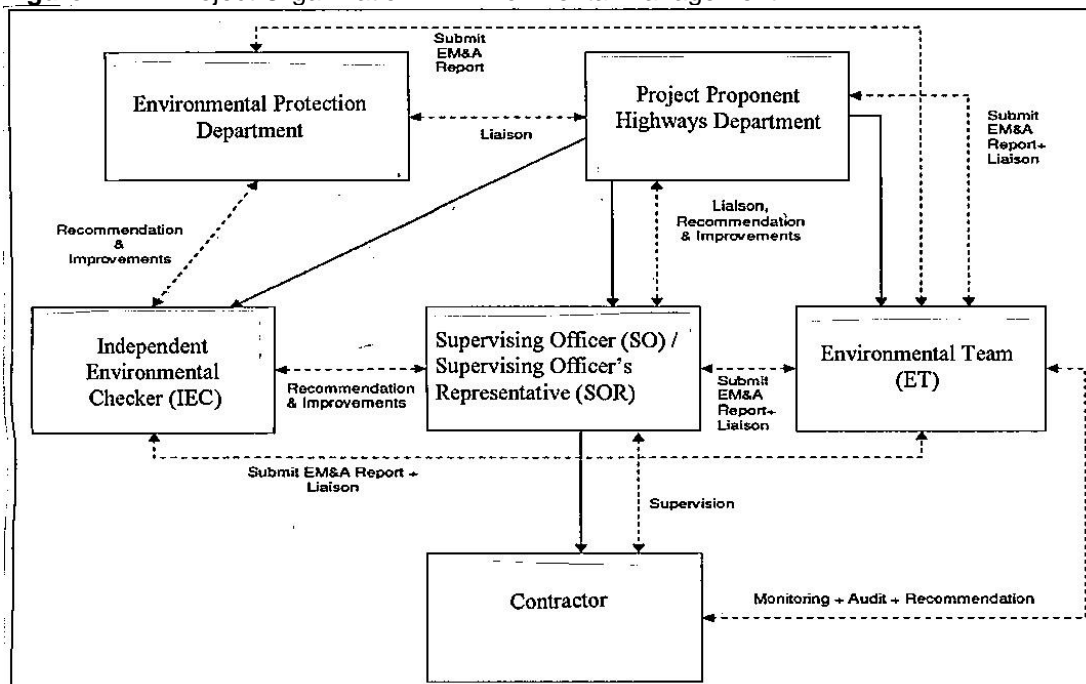 Submit
EM&A
Report
Environmental Protection
Department
Liaison
Project Proponent
Highways Department
Submit
EM&A
Report+
Liaison
Recommendation
&
Improvements
Liaison,
Recommendation
& Improvements
Independent
Environmental
Checker (IEC)
Recommendation
& Improvements
Supervising Officer (SO) /
Supervising Officer's
Representative (SOR)
Submit
EM&A
Report+
Liaison
Environmental Team
(ET)
Submit EM&A Report +
Liaison
Supervision
Contractor
Monitoring + Audit + Recommendation